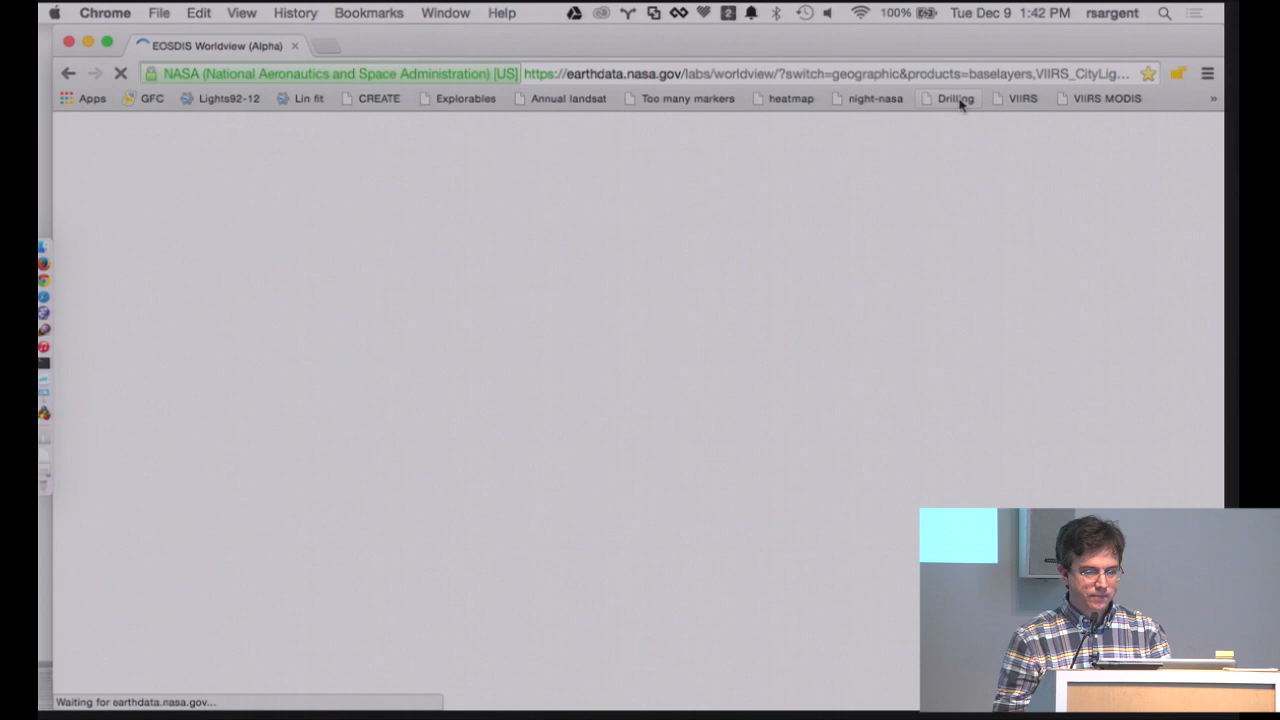 Chrome File Edit View History Bookmarks Window Help 2 100% Tue Dec 9 1:42 PM rsargent
EOSDIS Worldview (Alpha)
NASA (National Aeronautics and Space Administration) [US] https://earthdata.nasa.gov/labs/worldview/?switch=geographic&products=baselayers,VIIRS_CityLig...
Apps GFC Lights92-12 Lin fit CREATE Explorables Annual landsat Too many markers heatmap night-nasa Drilling VIIRS VIIRS MODIS »
Waiting for earthdata.nasa.gov...